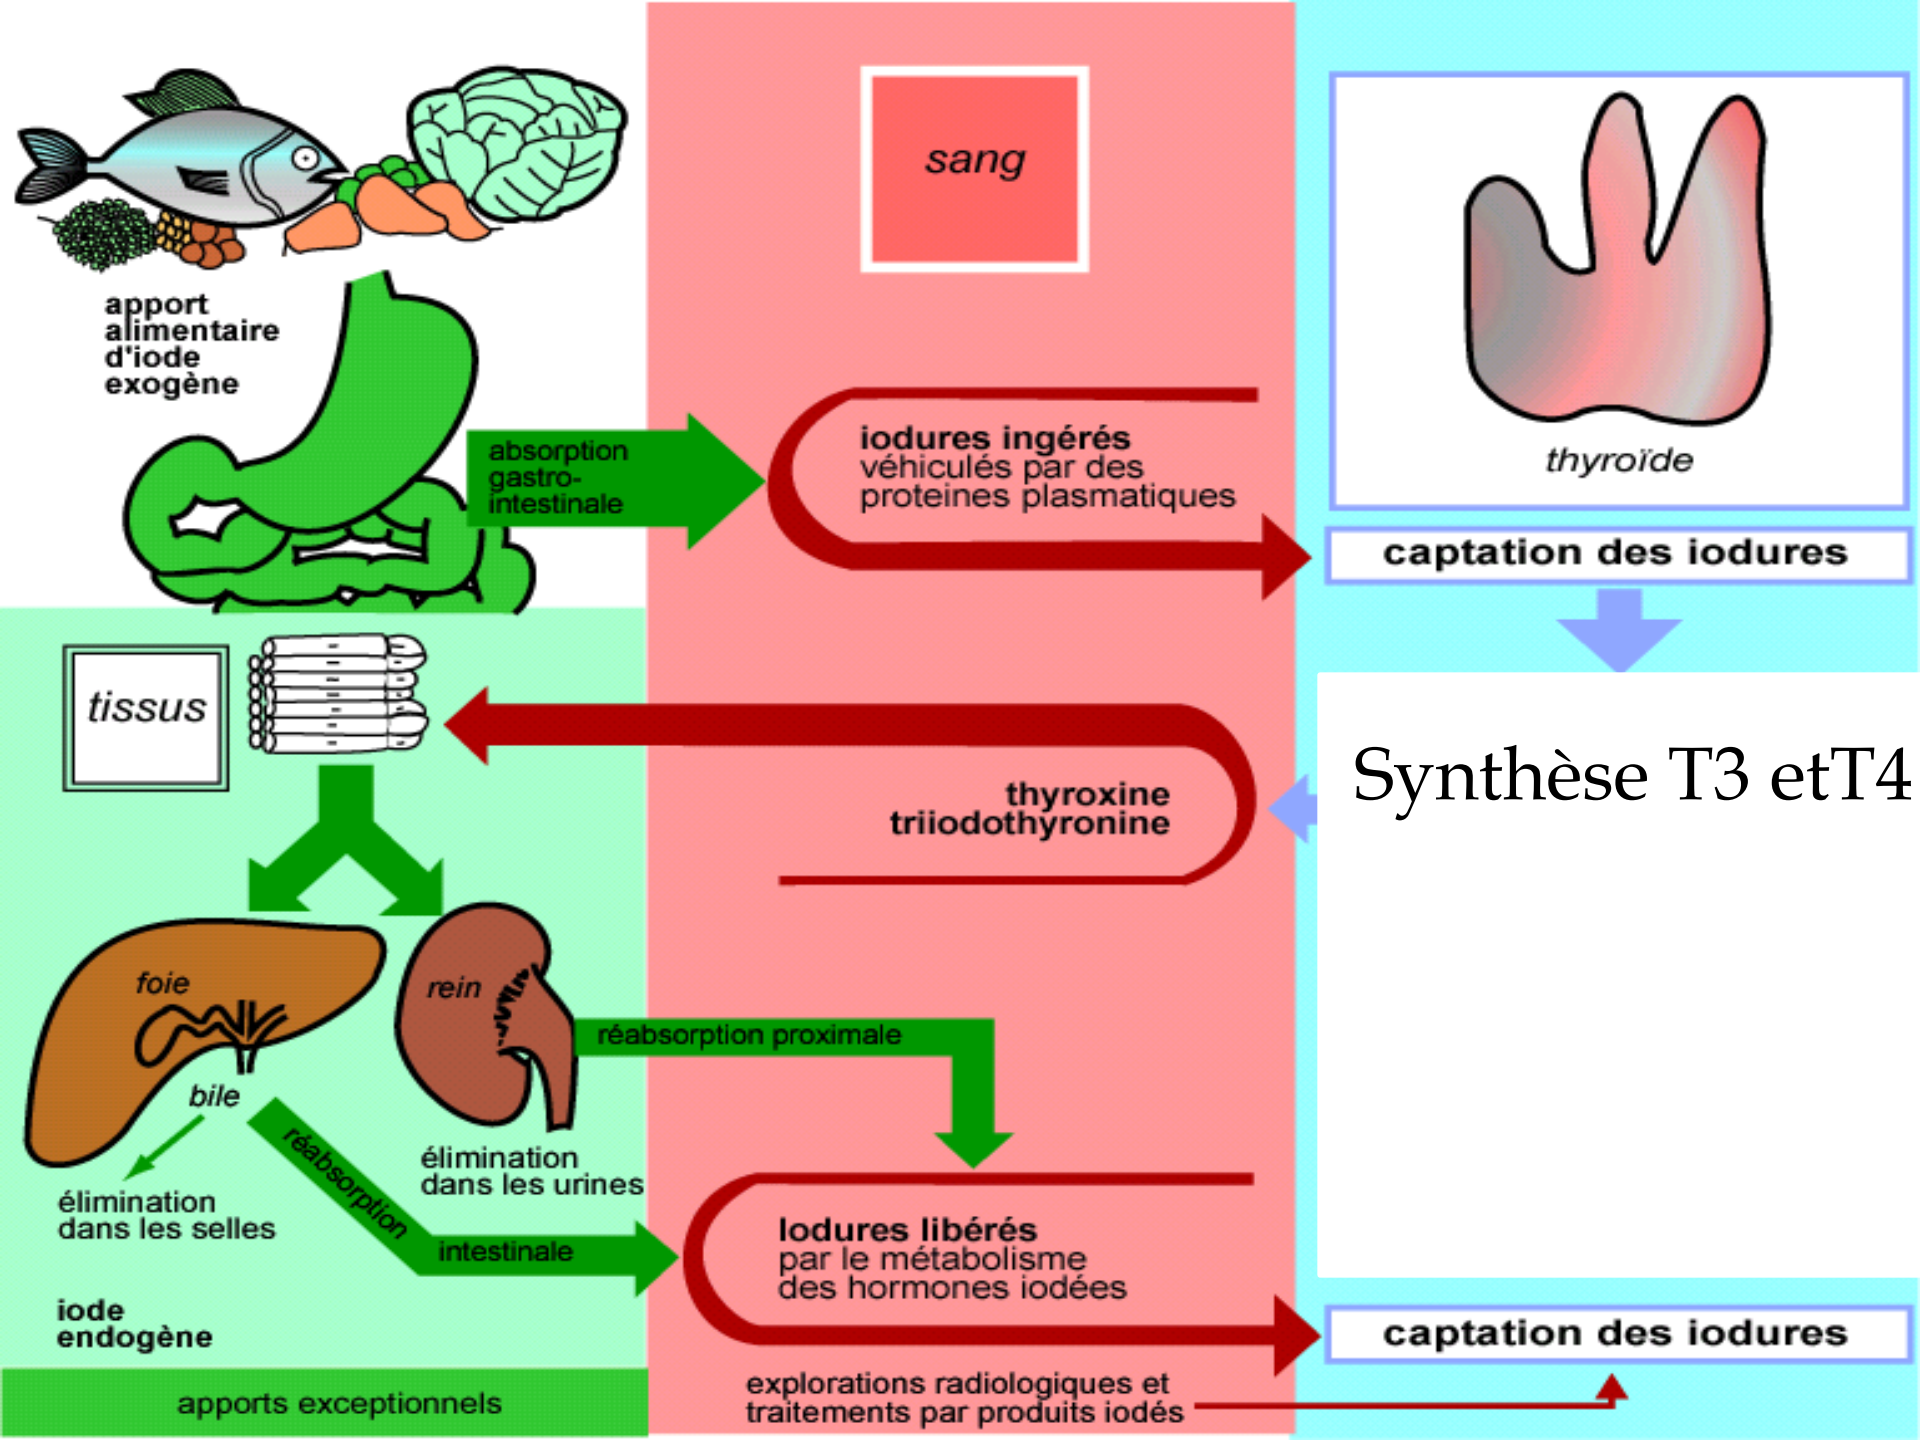 sang
apport
alimentaire
d'iode
exogène
absorption
gastro-
intestinale
iodures ingérés
véhiculés par des
proteines plasmatiques
thyroïde
captation des iodures
tissus
thyroxine
triiodothyronine
Synthèse T3 etT4
foie
rein
bile
réabsorption proximale
élimination
dans les urines
élimination
dans les selles
réabsorption
intestinale
Iodures libérés
par le métabolisme
des hormones iodées
iode
endogène
captation des iodures
apports exceptionnels
explorations radiologiques et
traitements par produits iodés